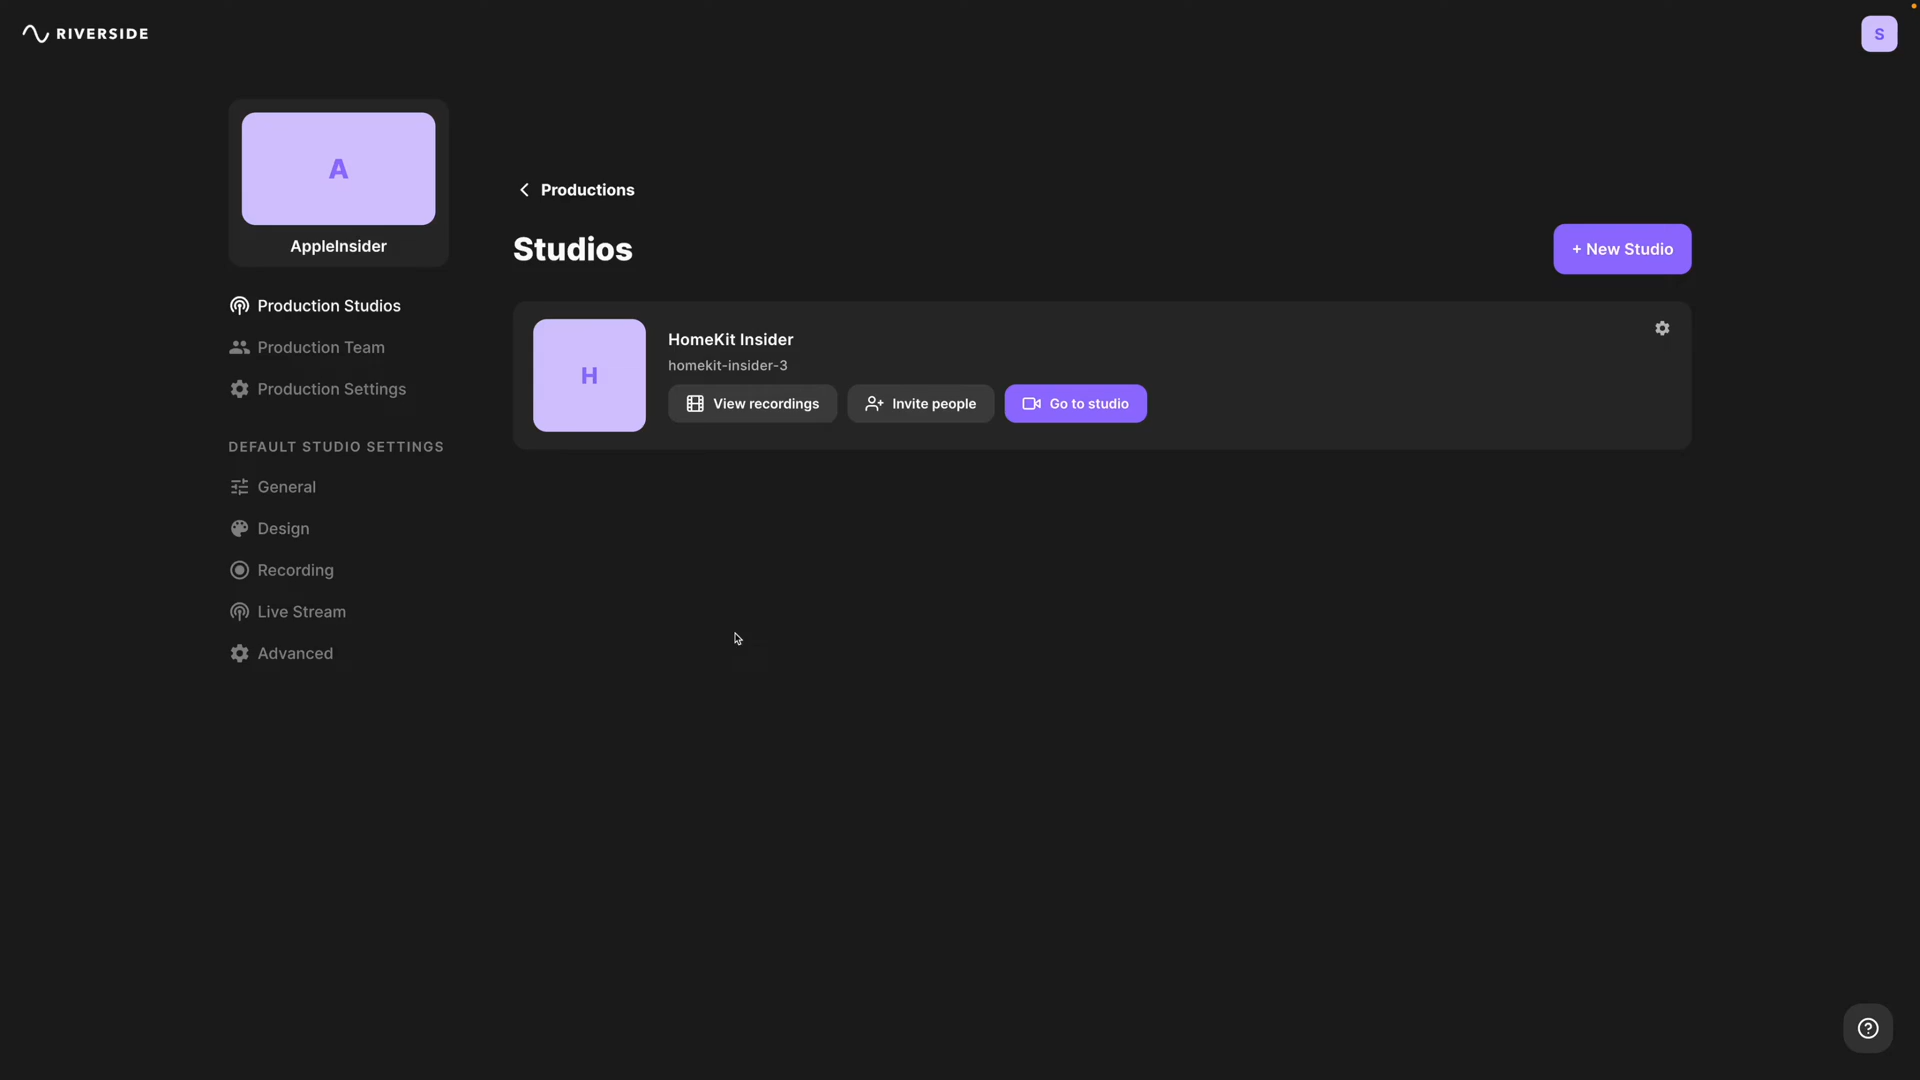 RIVERSIDE
S
A
AppleInsider
Production Studios
Production Team
Production Settings
DEFAULT STUDIO SETTINGS
General
Design
Recording
Live Stream
Advanced
Productions
Studios
+ New Studio
H
HomeKit Insider
homekit-insider-3
View recordings
Invite people
Go to studio